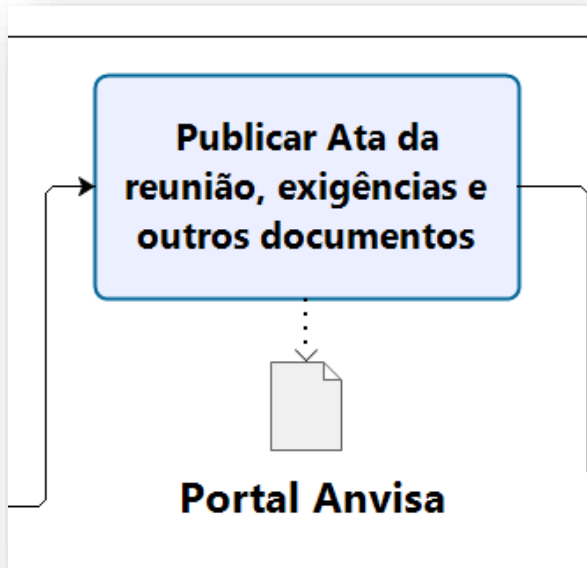 Publicar Ata da
reunião, exigências e
outros documentos
Portal Anvisa